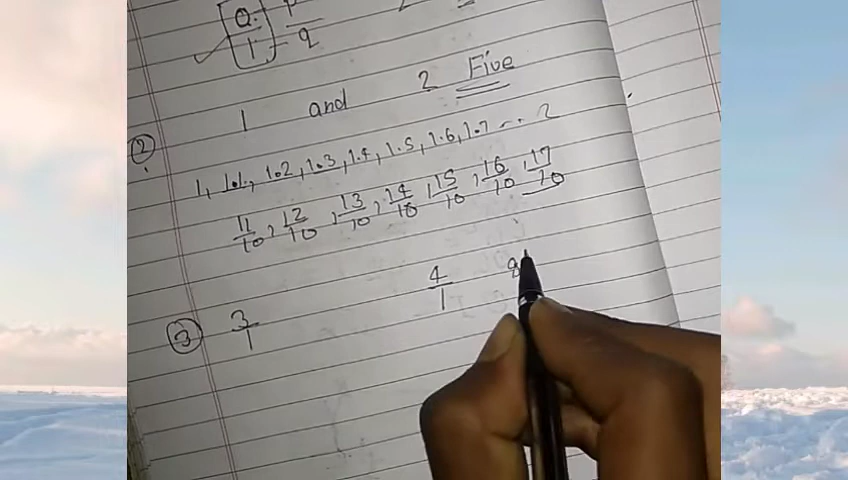 Q/1 = p/q
1 and 2 Five
② 1, 1.1, 1.2, 1.3, 1.4, 1.5, 1.6, 1.7 - .. 2
11/10, 12/10, 13/10, 14/10, 15/10, 16/10, 17/10
③ 3/1 4/1 8